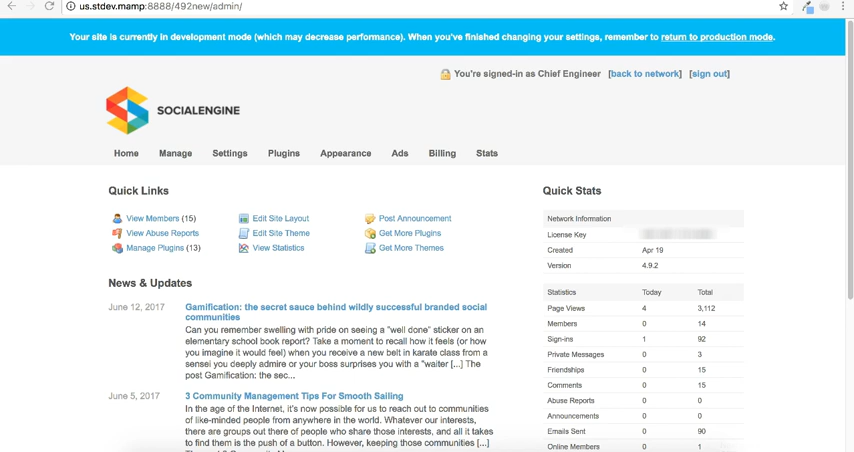 us.stdev.mamp:8888/492new/admin/
Your site is currently in development mode (which may decrease performance). When you've finished changing your settings, remember to return to production mode.
You're signed-in as Chief Engineer [back to network] [sign out]
SOCIALENGINE
Home Manage Settings Plugins Appearance Ads Billing Stats
Quick Links
View Members (15) Edit Site Layout Post Announcement
View Abuse Reports Edit Site Theme Get More Plugins
Manage Plugins (13) View Statistics Get More Themes
News & Updates
June 12, 2017 Gamification: the secret sauce behind wildly successful branded social
communities
Can you remember swelling with pride on seeing a "well done" sticker on an
elementary school book report? Take a moment to recall how it feels (or how
you imagine it would feel) when you receive a new belt in karate class from a
sensei you deeply admire or your boss surprises you with a "waiter [...] The
post Gamification: the sec...
June 5, 2017 3 Community Management Tips For Smooth Sailing
In the age of the Internet, it's now possible for us to reach out to communities
of like-minded people from anywhere in the world. Whatever our interests,
there are groups out there of people who share those interests, and all it takes
to find them is the push of a button. However, keeping those communities [...]
Quick Stats
Network Information
License Key
Created Apr 19
Version 4.9.2
Statistics Today Total
Page Views 4 3,112
Members 0 14
Sign-ins 1 92
Private Messages 0 3
Friendships 0 15
Comments 0 15
Abuse Reports 0 0
Announcements 0 0
Emails Sent 0 90
Online Members 0 1